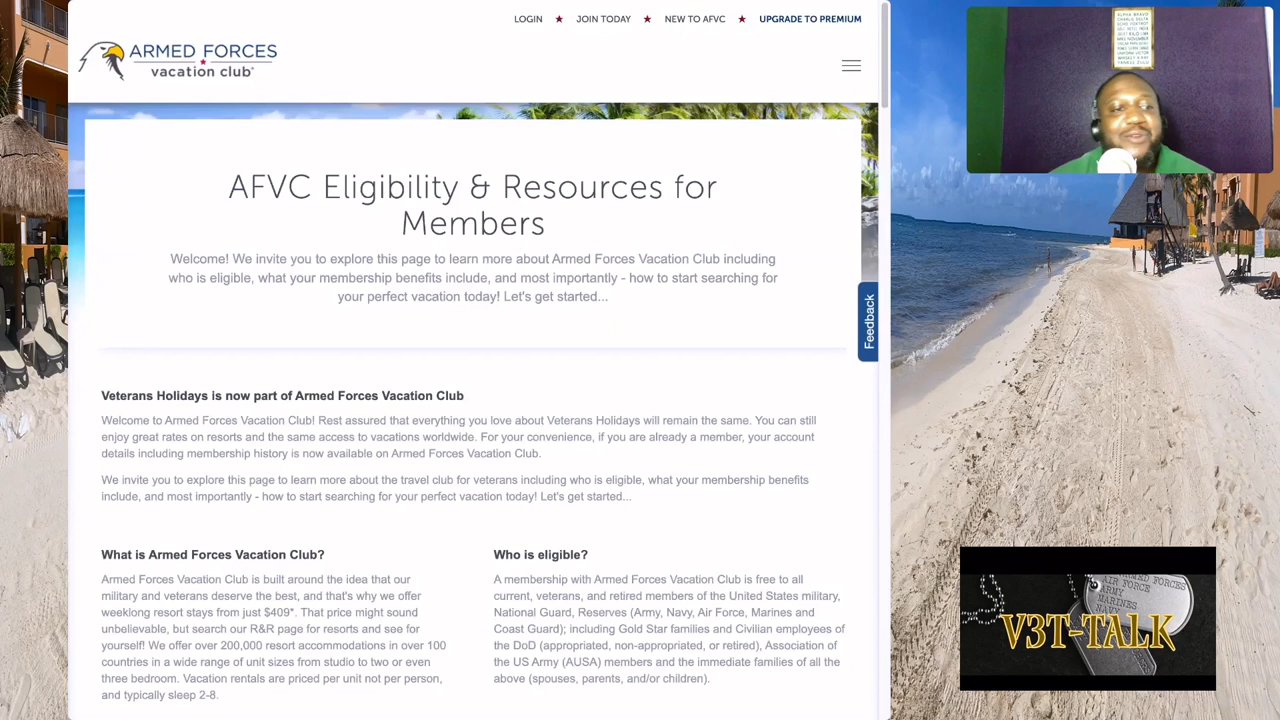 LOGIN ★ JOIN TODAY ★ NEW TO AFVC ★ UPGRADE TO PREMIUM
ARMED FORCES
vacation club
AFVC Eligibility & Resources for
Members
Welcome! We invite you to explore this page to learn more about Armed Forces Vacation Club including
who is eligible, what your membership benefits include, and most importantly - how to start searching for
your perfect vacation today! Let's get started...
Feedback
Veterans Holidays is now part of Armed Forces Vacation Club
Welcome to Armed Forces Vacation Club! Rest assured that everything you love about Veterans Holidays will remain the same. You can still
enjoy great rates on resorts and the same access to vacations worldwide. For your convenience, if you are already a member, your account
details including membership history is now available on Armed Forces Vacation Club.
We invite you to explore this page to learn more about the travel club for veterans including who is eligible, what your membership benefits
include, and most importantly - how to start searching for your perfect vacation today! Let's get started...
What is Armed Forces Vacation Club?
Armed Forces Vacation Club is built around the idea that our
military and veterans deserve the best, and that's why we offer
weeklong resort stays from just $409*. That price might sound
unbelievable, but search our R&R page for resorts and see for
yourself! We offer over 200,000 resort accommodations in over 100
countries in a wide range of unit sizes from studio to two or even
three bedroom. Vacation rentals are priced per unit not per person,
and typically sleep 2-8.
Who is eligible?
A membership with Armed Forces Vacation Club is free to all
current, veterans, and retired members of the United States military,
National Guard, Reserves (Army, Navy, Air Force, Marines and
Coast Guard); including Gold Star families and Civilian employees of
the DoD (appropriated, non-appropriated, or retired), Association of
the US Army (AUSA) members and the immediate families of all the
above (spouses, parents, and/or children).
ARMED FORCES
AIR FORCE
ARMY
MARINES
NAVY
V3T-TALK